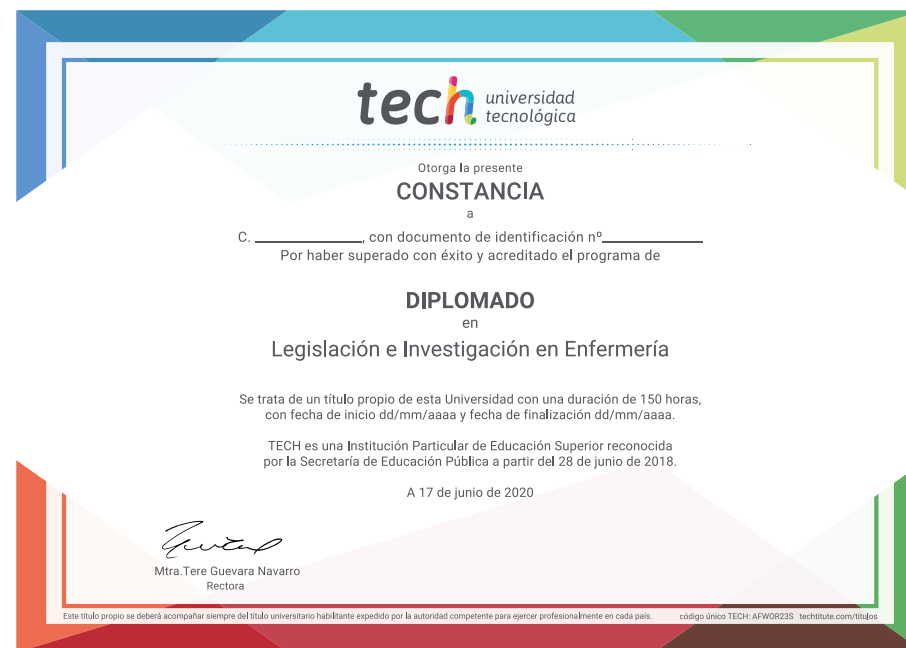 tech universidad
tecnológica
Otorga la presente
CONSTANCIA
a
C. ____________, con documento de identificación nº____________
Por haber superado con éxito y acreditado el programa de
DIPLOMADO
en
Legislación e Investigación en Enfermería
Se trata de un título propio de esta Universidad con una duración de 150 horas,
con fecha de inicio dd/mm/aaaa y fecha de finalización dd/mm/aaaa.
TECH es una Institución Particular de Educación Superior reconocida
por la Secretaría de Educación Pública a partir del 28 de junio de 2018.
A 17 de junio de 2020
Mtra.Tere Guevara Navarro
Rectora
Este título propio se deberá acompañar siempre del título universitario habilitante expedido por la autoridad competente para ejercer profesionalmente en cada país. código único TECH: AFWOR23S techtitute.com/titulos